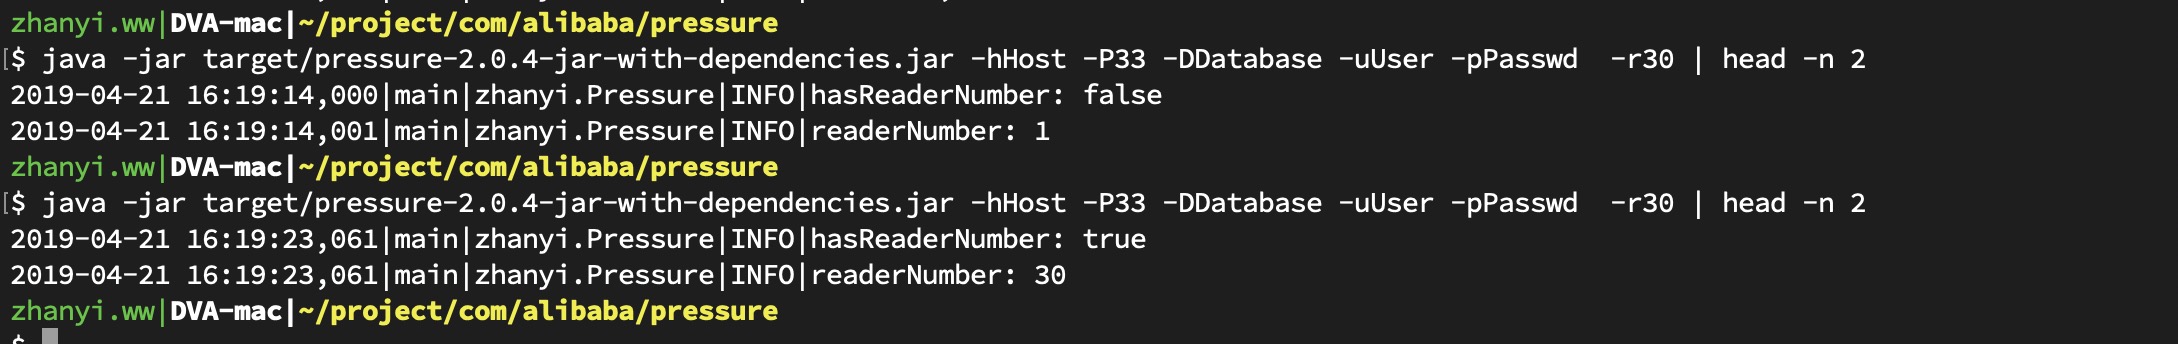 zhanyi.ww|DVA-mac|~/project/com/alibaba/pressure
[$ java -jar target/pressure-2.0.4-jar-with-dependencies.jar -hHost -P33 -DDatabase -uUser -pPasswd  -r30 | head -n 2
2019-04-21 16:19:14,000|main|zhanyi.Pressure|INFO|hasReaderNumber: false
2019-04-21 16:19:14,001|main|zhanyi.Pressure|INFO|readerNumber: 1
zhanyi.ww|DVA-mac|~/project/com/alibaba/pressure
[$ java -jar target/pressure-2.0.4-jar-with-dependencies.jar -hHost -P33 -DDatabase -uUser -pPasswd  -r30 | head -n 2
2019-04-21 16:19:23,061|main|zhanyi.Pressure|INFO|hasReaderNumber: true
2019-04-21 16:19:23,061|main|zhanyi.Pressure|INFO|readerNumber: 30
zhanyi.ww|DVA-mac|~/project/com/alibaba/pressure
$